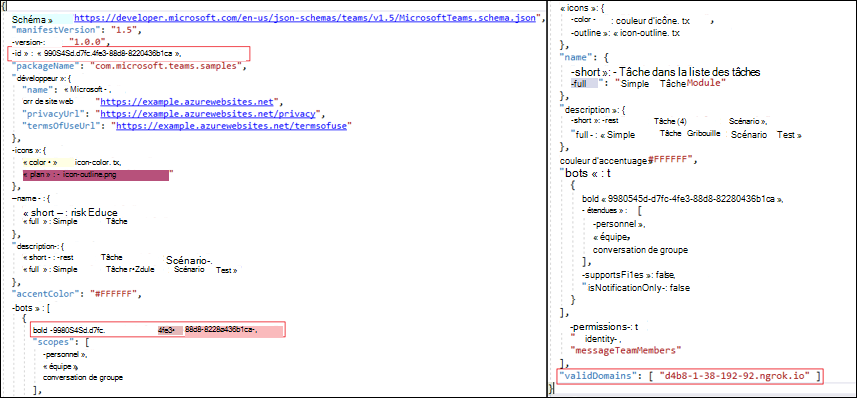 {
Schéma » https://developer.microsoft.com/en-us/json-schemas/teams/v1.5/MicrosoftTeams.schema.json",
"manifestVersion": "1.5",
-version-: "1.0.0",
-id » : « 990S4Sd.d7fc.4fe3-88d8-8220436b1ca »,
"packageName": "com.microsoft.teams.samples",
"développeur »: {
"name": « Microsoft - ,
orr de site web "https://example.azurewebsites.net",
"privacyUrl": "https://example.azurewebsites.net/privacy",
"termsOfUseUrl": "https://example.azurewebsites.net/termsofuse"
},
-icons »:{
« color • » icon-color. tx,
« plan » : - icon-outline.png "
},
–name - : {
« short – : risk Educe
« full » : Simple Tâche
},
"description-: {
« short - : -rest Tâche Scénario-.
« full » : Simple Tâche r•Zdule Scénario Test »
},
"accentColor": "#FFFFFF",
-bots » : [
{
bold -9980S4Sd.d7fc. 4fe3• 88d8-8228ø436b1ca-,
"scopes": [
-personnel »,
« équipe»,
conversation de groupe
],
« icons »: {
-color - : couleur d'icône. tx ,
-outline »: « icon-outline. tx
},
"name": {
-short »: - Tâche dans la liste des tâches
-full ": "Simple Tâche Module"
},
"description »: {
-short »: -rest Tâche (4) Scénario »,
"full - : « Simple Tâche Gribouille Scénario Test »
},
couleur d'accentuage #FFFFFF",
"bots « : t
{
bold « 9980545d-d7fc-4fe3-88d8-82280436b1ca »,
- étendues » : [
-personnel »,
« équipe»,
conversation de groupe
],
-supportsFi1es »: false,
"isNotificationOnly-: false
}
],
-permissions-: t
" identity- ,
"messageTeamMembers"
],
"validDomains": [ "d4b8-1-38-192-92.ngrok.io" ]
}